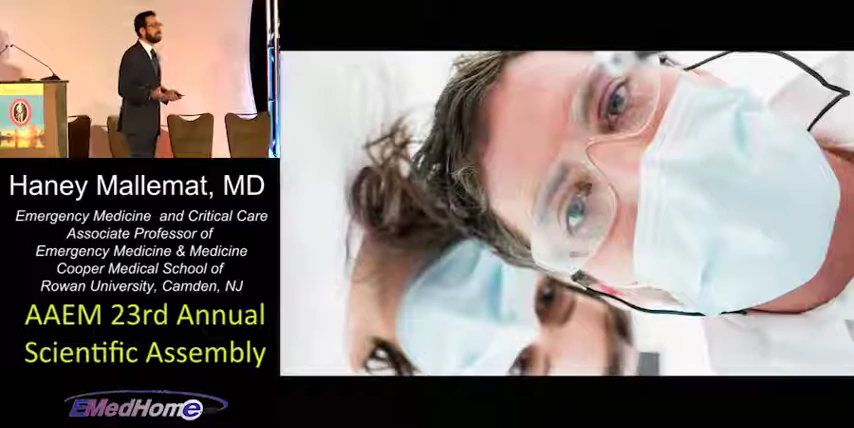 Haney Mallemat, MD
Emergency Medicine and Critical Care
Associate Professor of
Emergency Medicine & Medicine
Cooper Medical School of
Rowan University, Camden, NJ
AAEM 23rd Annual
Scientific Assembly
EMedHome